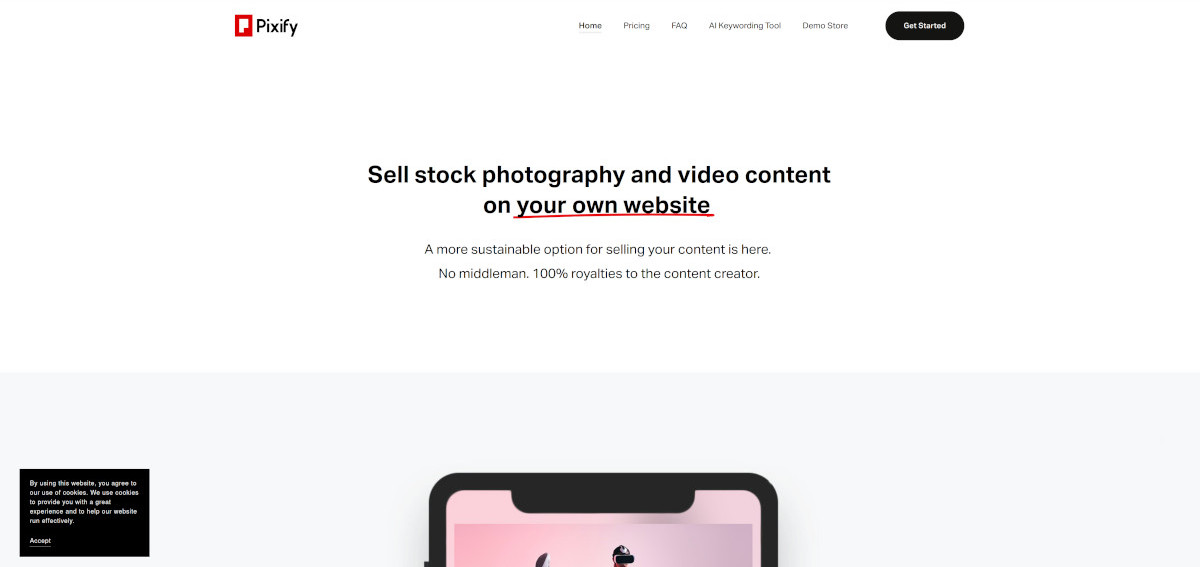 Pixify
Home
Pricing
FAQ
AI Keywording Tool
Demo Store
Get Started
Sell stock photography and video content
on your own website
A more sustainable option for selling your content is here.
No middleman. 100% royalties to the content creator.
By using this website, you agree to
our use of cookies. We use cookies
to provide you with a great
experience and to help our website
run effectively.
Accept